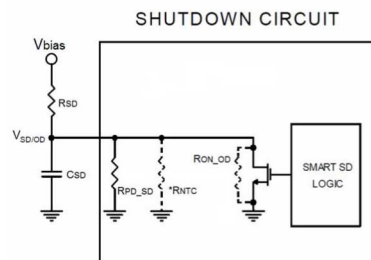 SHUTDOWN CIRCUIT
Vbias
RSD
VSD/OD
CSD
RPD_SD
*RNTC
RON_OD
SMART SD
LOGIC